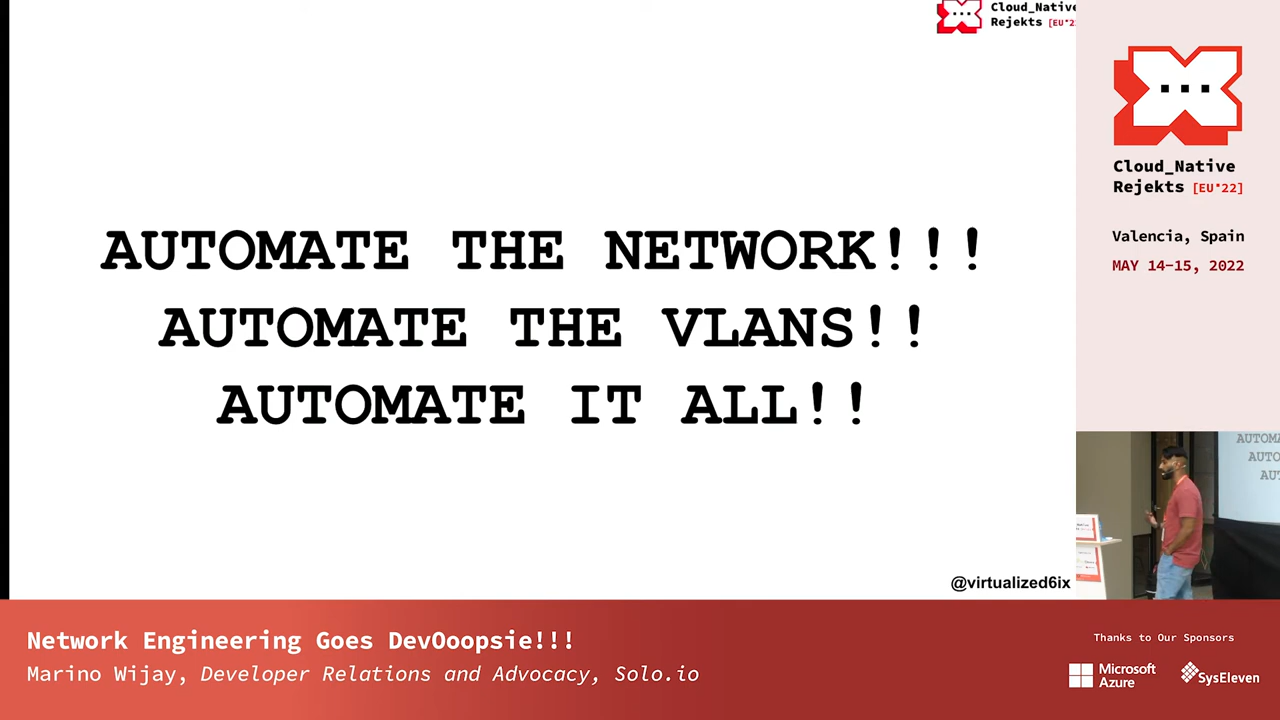 Cloud_Native
Rejekts
AUTOMATE THE NETWORK!!!
AUTOMATE THE VLANS!!
AUTOMATE IT ALL!!
@virtualized6ix
Cloud_Native
Rejekts [EU*22]
Valencia, Spain
MAY 14-15, 2022
Network Engineering Goes DevOoopsie!!!
Marino Wijay, Developer Relations and Advocacy, Solo.io
Thanks to Our Sponsors
Microsoft
Azure
SysEleven